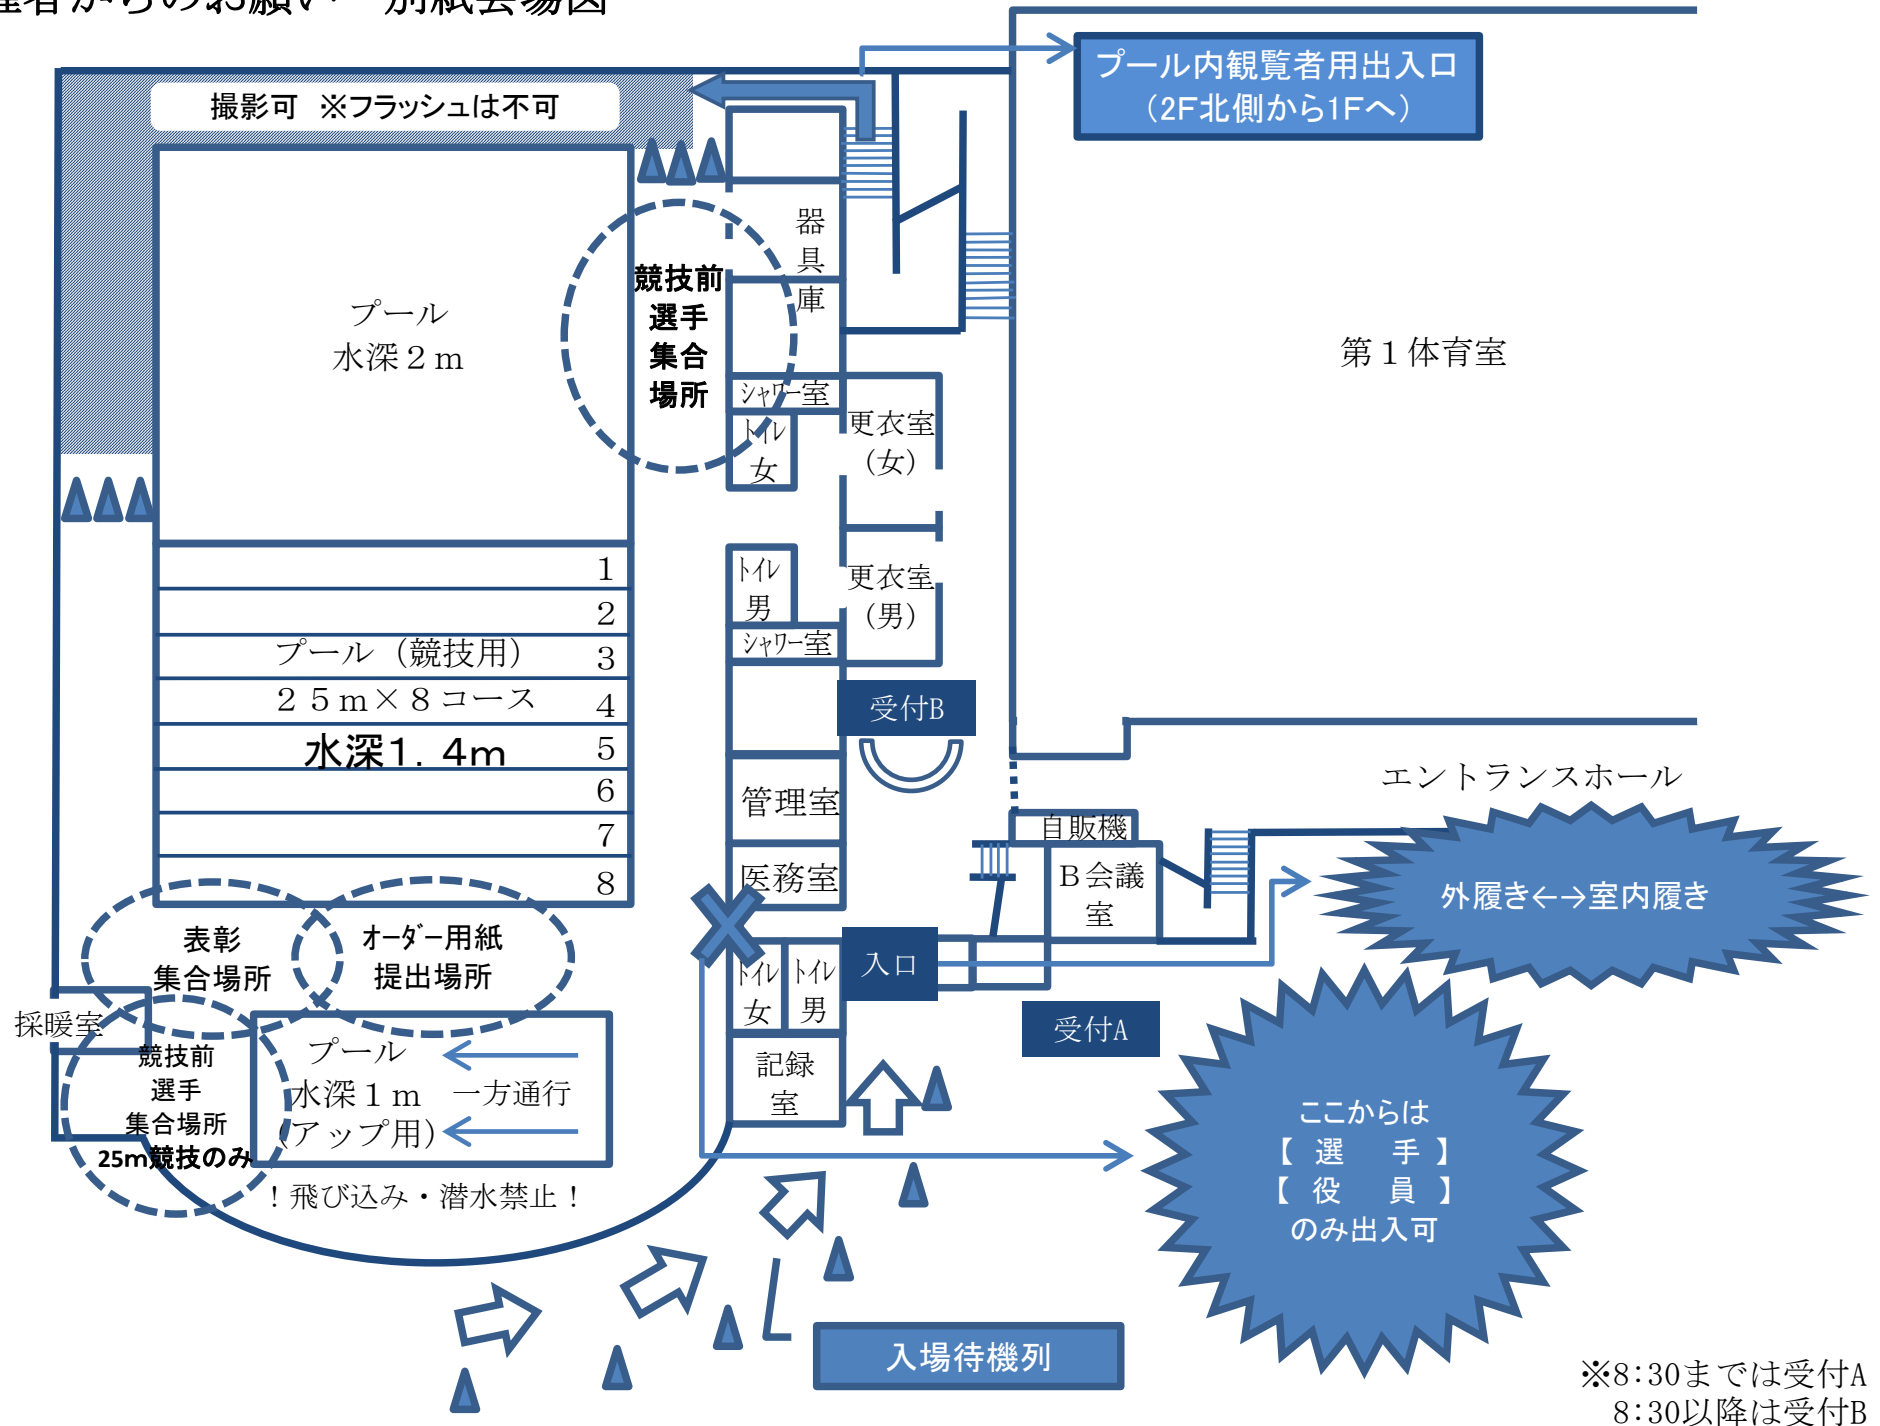 者からのお願い 別紙会場図
プール内観覧者用出入口
（2F北側から1Fへ）
撮影可 ※フラッシュは不可
器
具
庫
競技前
選手
集合
場所
プール
水深２ｍ
第１体育室
シャワー室
トイレ
女
更衣室
（女）
トイレ
男
更衣室
（男）
シャワー室
1
2
3
4
5
6
7
8
プール（競技用）
２５ｍ×８コース
水深1．4m
受付B
管理室
医務室
エントランスホール
自販機
Ｂ会議
室
外履き←→室内履き
表彰
集合場所
オーダー用紙
提出場所
入口
トイレ
女
トイレ
男
受付A
採暖室
競技前
選手
集合場所
25m競技のみ
プール
水深１ｍ
（アップ用）
一方通行
記録
室
！飛び込み・潜水禁止！
ここからは
【 選 手 】
【 役 員 】
のみ出入可
入場待機列
※8:30までは受付A
8:30以降は受付B